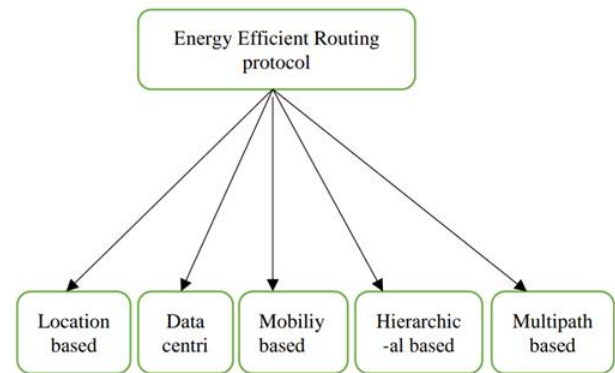 Energy Efficient Routing
protocol
Location
based
Data
centri
Mobiliy
based
Hierarchic
-al based
Multipath
based